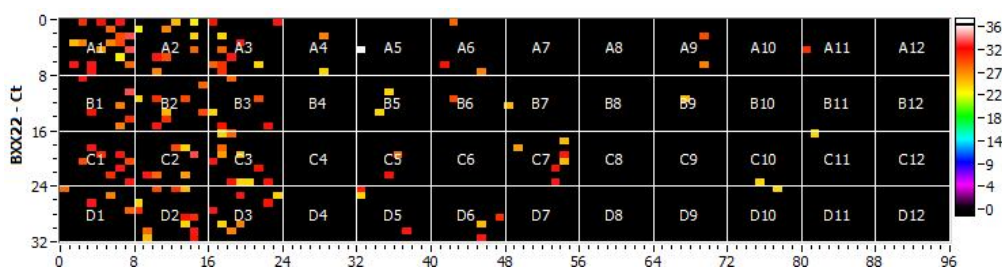 0
A1 A2 A3 A4 A5 A6 A7 A8 A9 A10 A11 A12
8
B1 B2 B3 B4 B5 B6 B7 B8 B9 B10 B11 B12
16
C1 C2 C3 C4 C5 C6 C7 C8 C9 C10 C11 C12
24
D1 D2 D3 D4 D5 D6 D7 D8 D9 D10 D11 D12
32
0 8 16 24 32 40 48 56 64 72 80 88 96
BXX22 - Ct
-36
-32
-27
-22
-18
-14
-9
-4
-0